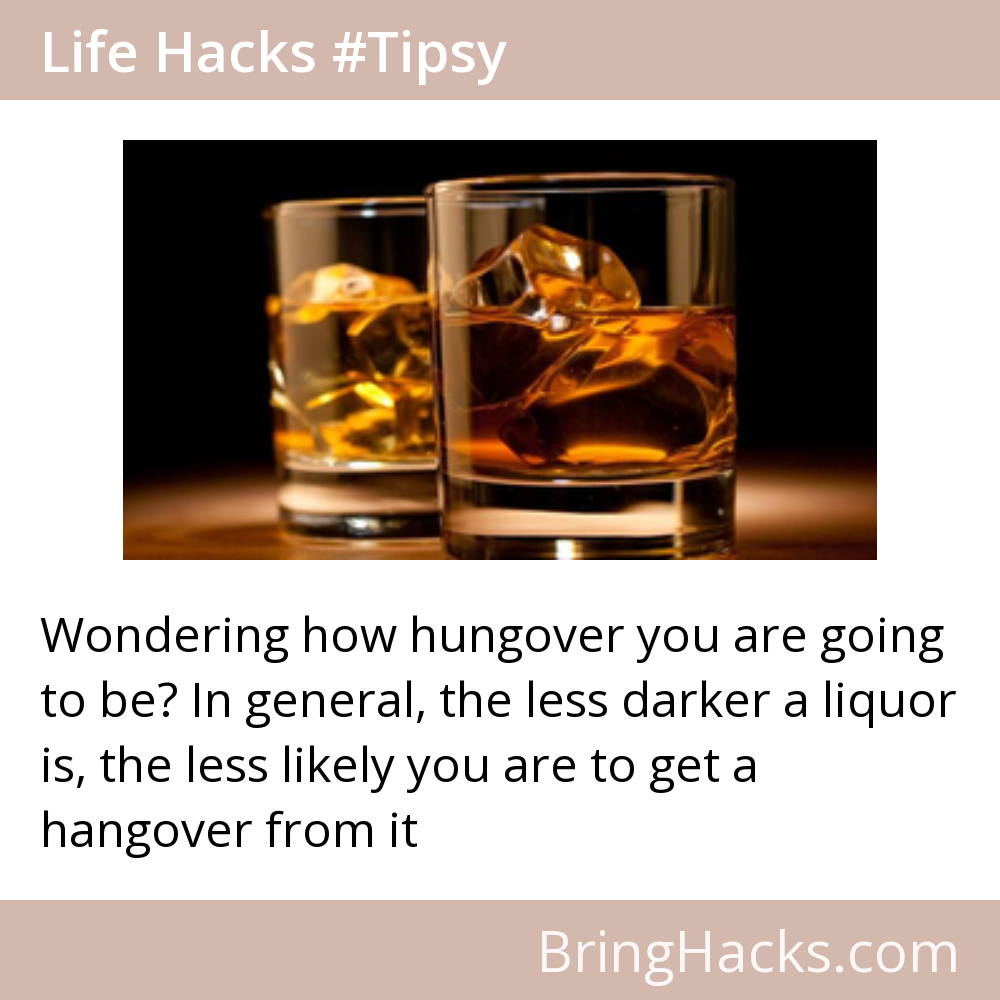 Life Hacks #Tipsy
Wondering how hungover you are going
to be? In general, the less darker a liquor
is, the less likely you are to get a
hangover from it
BringHacks.com